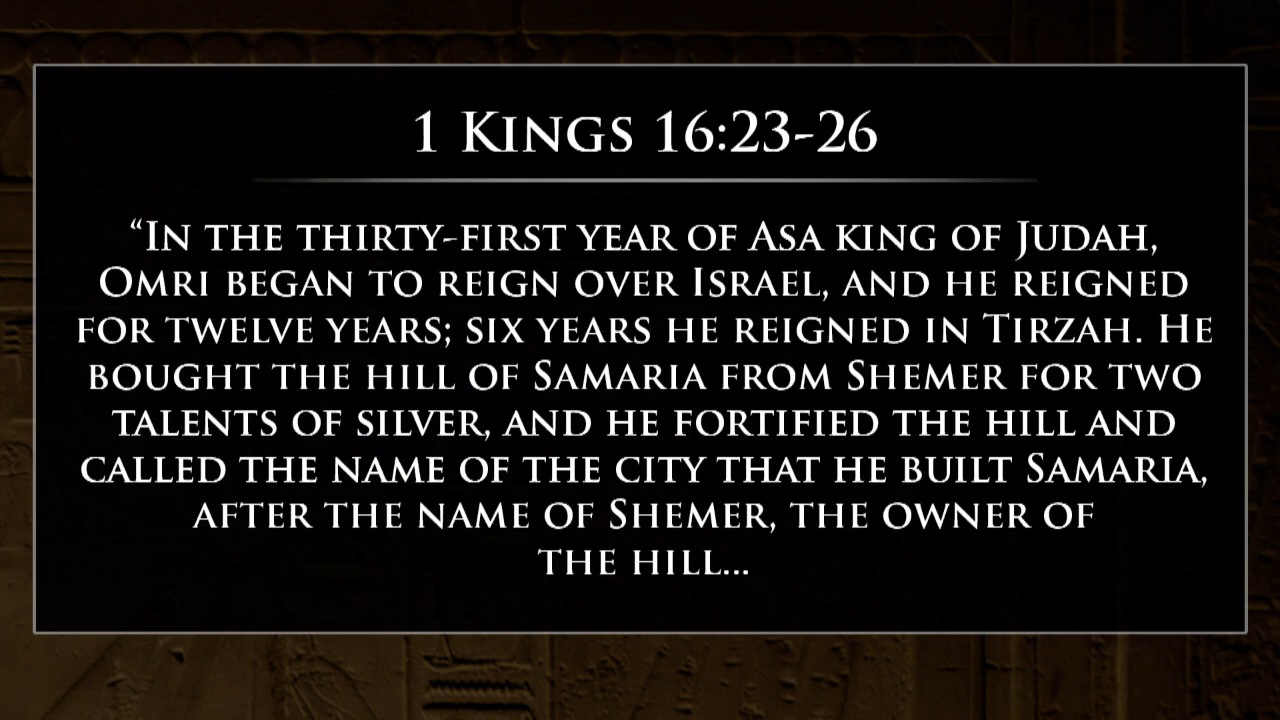 1 Kings 16:23-26
“In the thirty-first year of Asa king of Judah,
Omri began to reign over Israel, and he reigned
for twelve years; six years he reigned in Tirzah. He
bought the hill of Samaria from Shemer for two
talents of silver, and he fortified the hill and
called the name of the city that he built Samaria,
after the name of Shemer, the owner of
the hill...